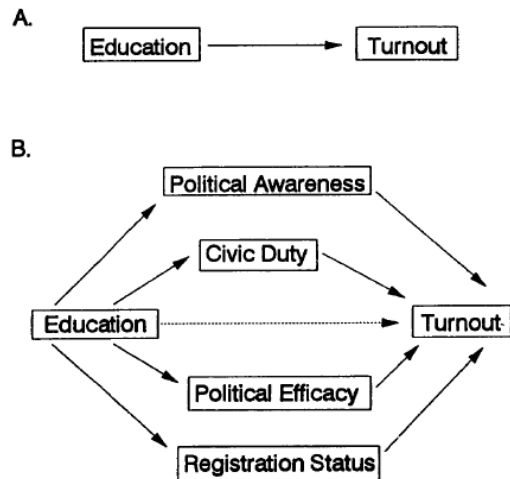 A.
Education Turnout
B.
Political Awareness
Civic Duty
Education Turnout
Political Efficacy
Registration Status